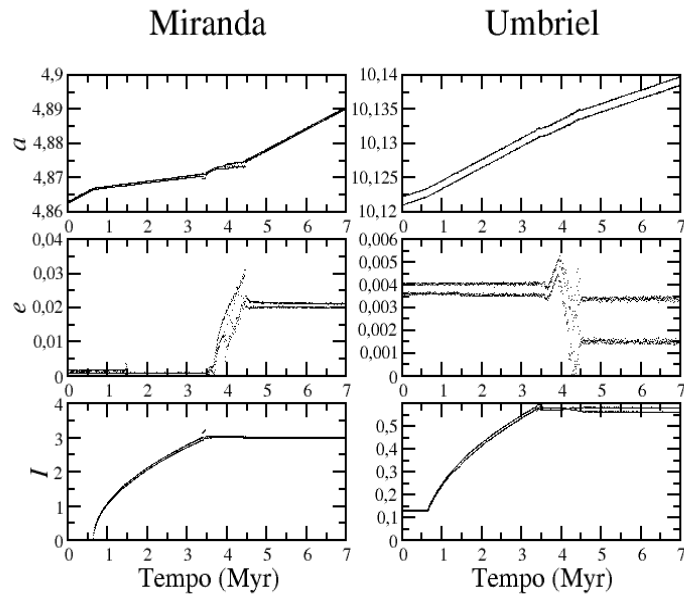 Miranda Umbriel
4,9
4,89
4,88
4,87
4,86
a
0 1 2 3 4 5 6 7
10,14
10,135
10,13
10,125
10,12
0 1 2 3 4 5 6 7
0,04
0,03
0,02
0,01
0
e
0 1 2 3 4 5 6 7
0,006
0,005
0,004
0,003
0,002
0,001
0
0 1 2 3 4 5 6 7
4
3
2
1
0
I
0 1 2 3 4 5 6 7
Tempo (Myr)
0,5
0,4
0,3
0,2
0,1
0
0 1 2 3 4 5 6 7
Tempo (Myr)